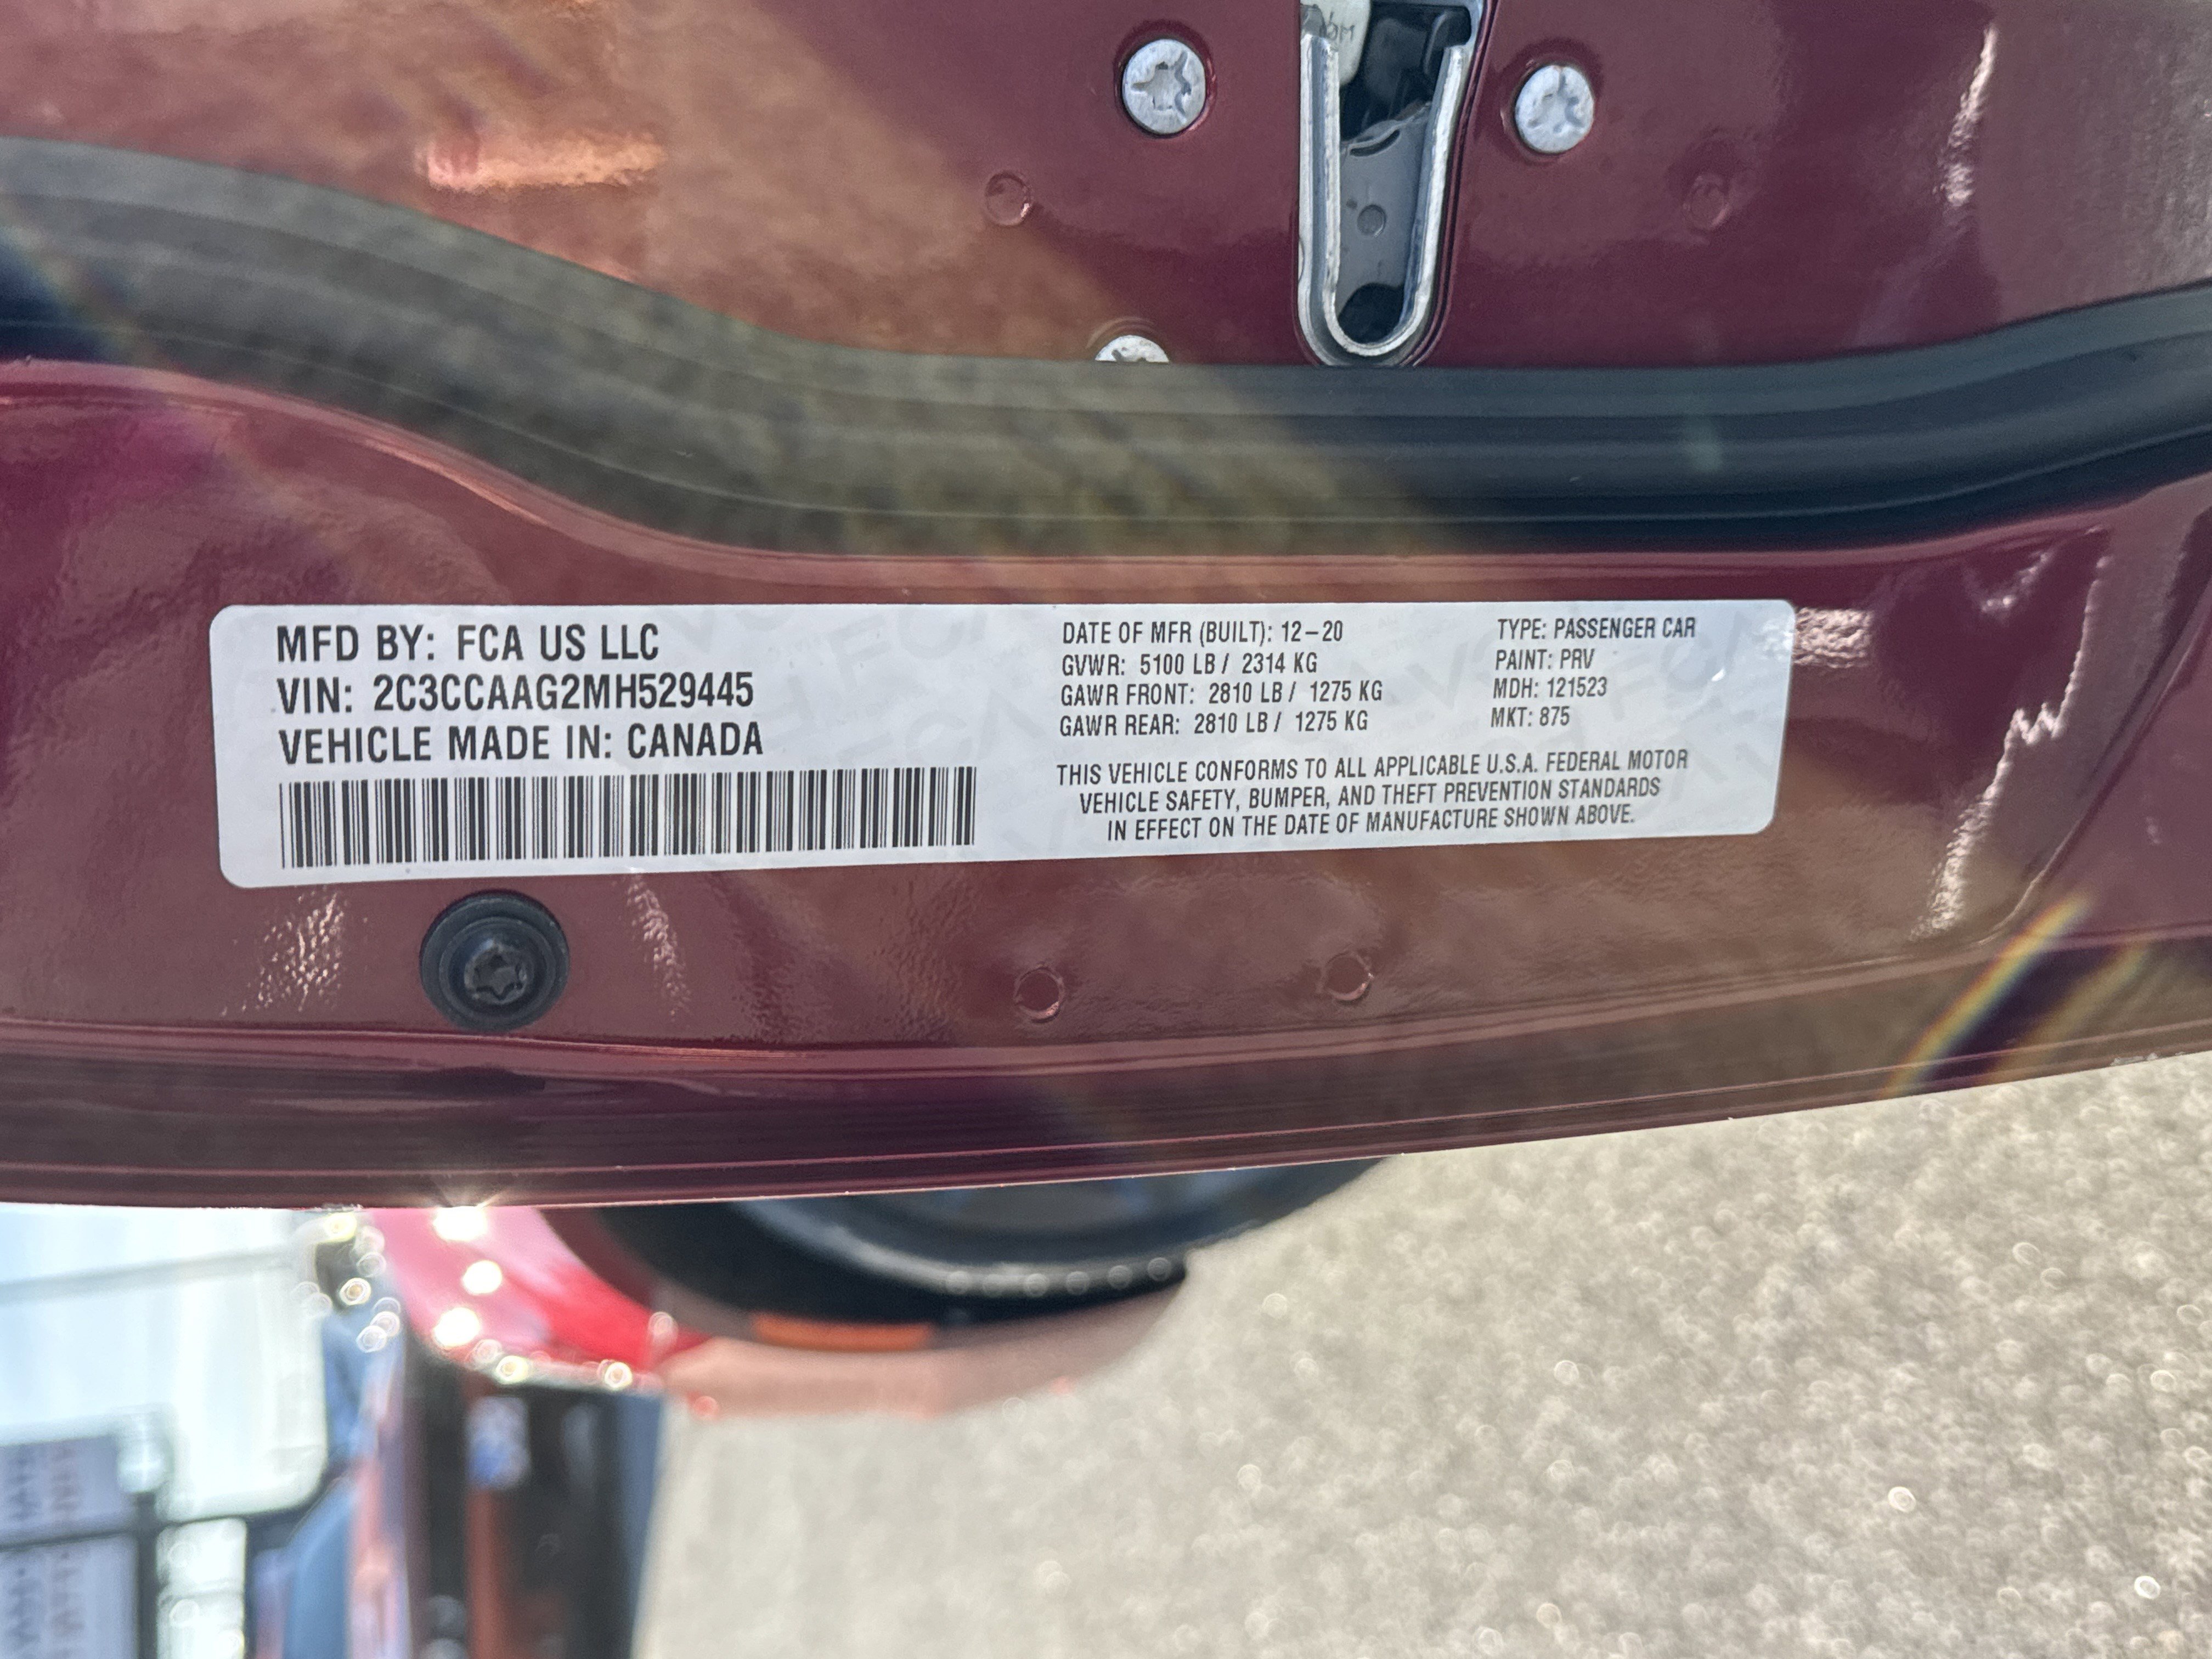 MFD BY: FCA US LLC
VIN: 2C3CCAAG2MH529445
VEHICLE MADE IN: CANADA
DATE OF MFR (BUILT): 12-20
GVWR: 5100 LB / 2314 KG
GAWR FRONT: 2810 LB / 1275 KG
GAWR REAR: 2810 LB / 1275 KG
TYPE: PASSENGER CAR
PAINT: PRV
MDH: 121523
MKT: 875
THIS VEHICLE CONFORMS TO ALL APPLICABLE U.S.A. FEDERAL MOTOR
VEHICLE SAFETY, BUMPER, AND THEFT PREVENTION STANDARDS
IN EFFECT ON THE DATE OF MANUFACTURE SHOWN ABOVE.